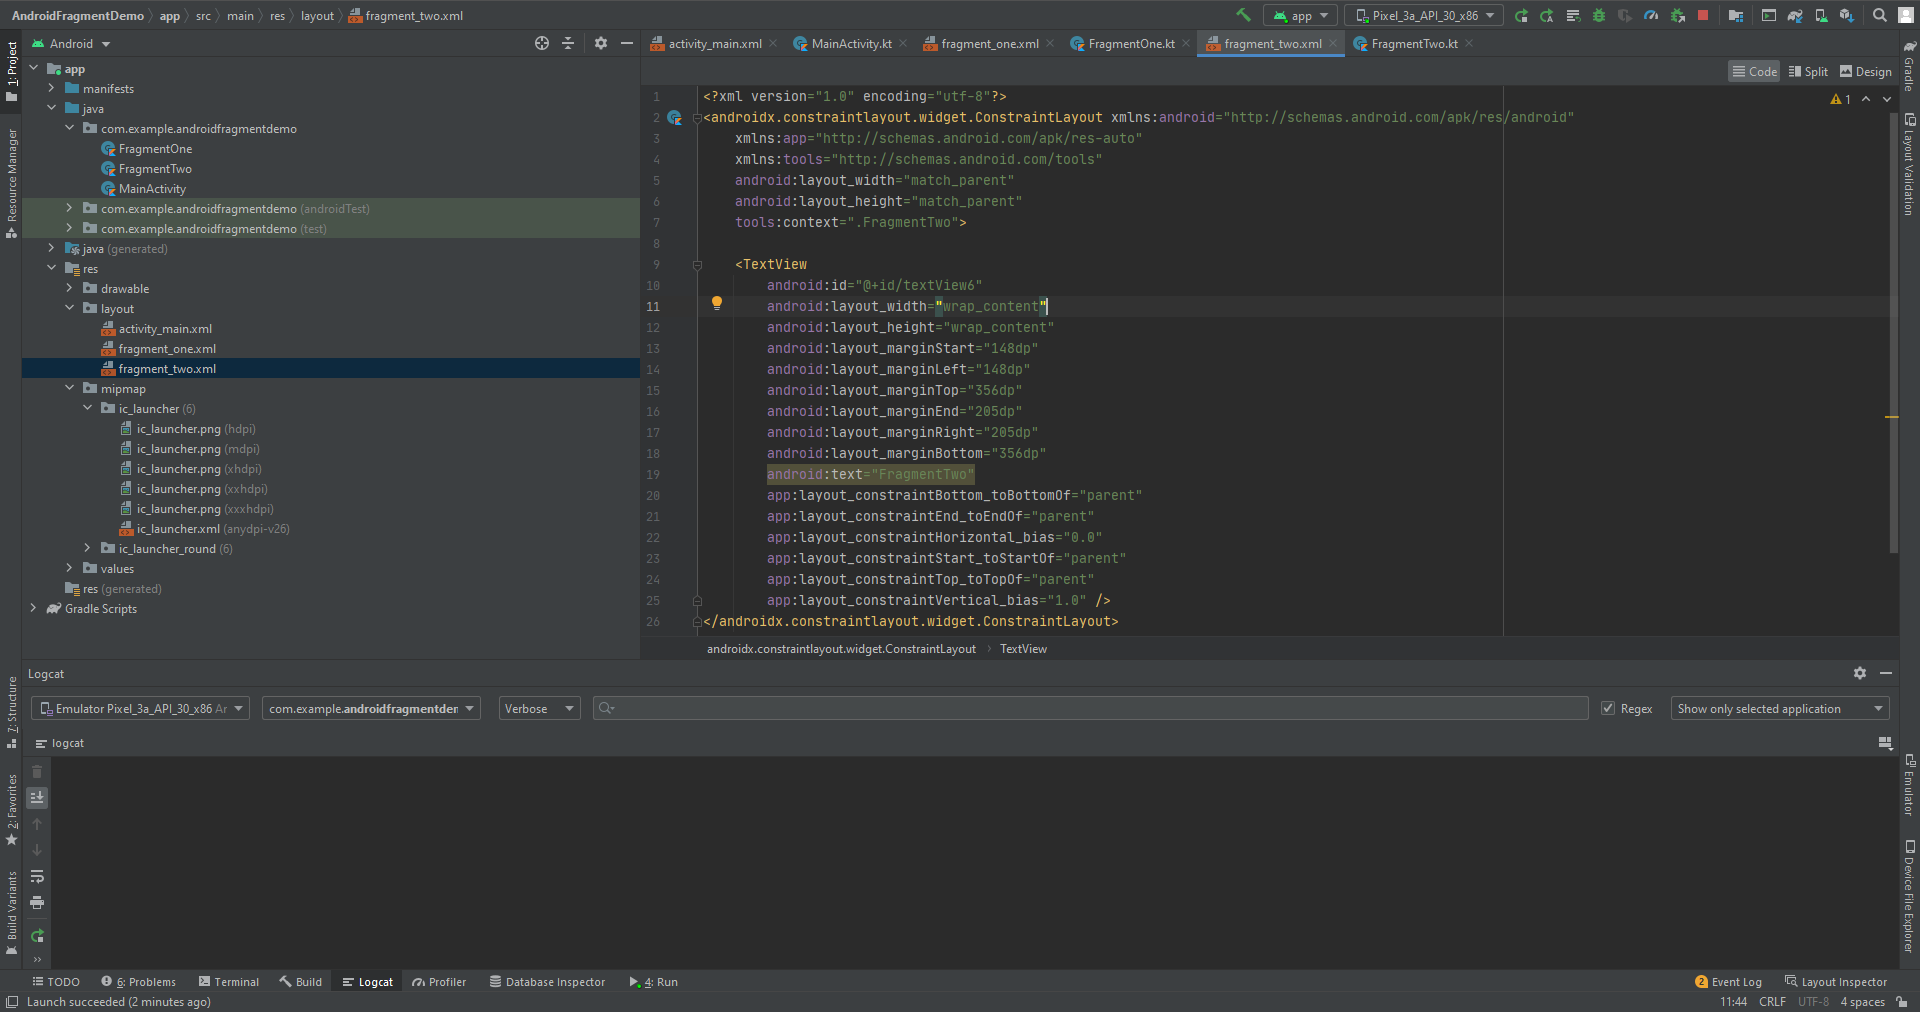 AndroidFragmentDemo app src main res layout fragment_two.xml
app Pixel_3a_API_30_x86
Android
activity_main.xml MainActivity.kt fragment_one.xml FragmentOne.kt fragment_two.xml FragmentTwo.kt
Code Split Design
1: Project
Resource Manager
7: Structure
2: Favorites
Build Variants
app
manifests
java
com.example.androidfragmentdemo
FragmentOne
FragmentTwo
MainActivity
com.example.androidfragmentdemo (androidTest)
com.example.androidfragmentdemo (test)
java (generated)
res
drawable
layout
activity_main.xml
fragment_one.xml
fragment_two.xml
mipmap
ic_launcher (6)
ic_launcher.png (hdpi)
ic_launcher.png (mdpi)
ic_launcher.png (xhdpi)
ic_launcher.png (xxhdpi)
ic_launcher.png (xxxhdpi)
ic_launcher.xml (anydpi-v26)
ic_launcher_round (6)
values
res (generated)
Gradle Scripts
1 <?xml version="1.0" encoding="utf-8"?>
2 <androidx.constraintlayout.widget.ConstraintLayout xmlns:android="http://schemas.android.com/apk/res/android"
3 xmlns:app="http://schemas.android.com/apk/res-auto"
4 xmlns:tools="http://schemas.android.com/tools"
5 android:layout_width="match_parent"
6 android:layout_height="match_parent"
7 tools:context=".FragmentTwo">
8
9 <TextView
10 android:id="@+id/textView6"
11 android:layout_width="wrap_content"
12 android:layout_height="wrap_content"
13 android:layout_marginStart="148dp"
14 android:layout_marginLeft="148dp"
15 android:layout_marginTop="356dp"
16 android:layout_marginEnd="205dp"
17 android:layout_marginRight="205dp"
18 android:layout_marginBottom="356dp"
19 android:text="FragmentTwo"
20 app:layout_constraintBottom_toBottomOf="parent"
21 app:layout_constraintEnd_toEndOf="parent"
22 app:layout_constraintHorizontal_bias="0.0"
23 app:layout_constraintStart_toStartOf="parent"
24 app:layout_constraintTop_toTopOf="parent"
25 app:layout_constraintVertical_bias="1.0" />
26 </androidx.constraintlayout.widget.ConstraintLayout>
1
androidx.constraintlayout.widget.ConstraintLayout TextView
Gradle
Layout Validation
Emulator
Device File Explorer
Logcat
Emulator Pixel_3a_API_30_x86 Ar com.example.androidfragmentder Verbose Regex Show only selected application
logcat
TODO 6: Problems Terminal Build Logcat Profiler Database Inspector 4: Run 2 Event Log Layout Inspector
Launch succeeded (2 minutes ago) 11:44 CRLF UTF-8 4 spaces